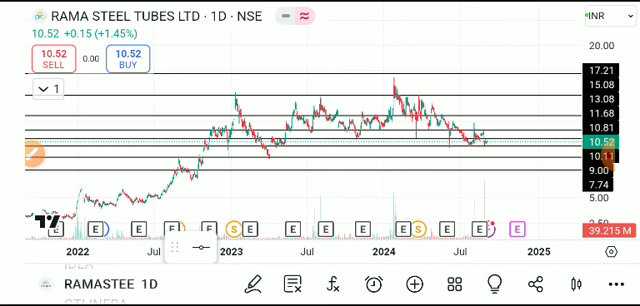 RAMA STEEL TUBES LTD · 1D · NSE
INR
10.52 +0.15 (+1.45%)
10.52 0.00 10.52
SELL BUY
1
20.00
17.21
15.08
13.08
11.68
10.81
10.52
10.11
9.00
7.74
5.00
2.50
39.215 M
E E E E E S E E E E E E S E E E
2022 Jul 2023 Jul 2024 Jul 2025
RAMASTEE 1D